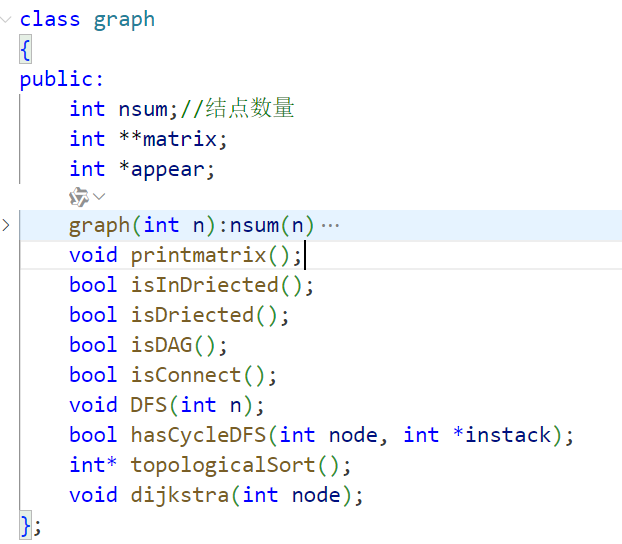 class graph
{
public:
    int nsum;//结点数量
    int **matrix;
    int *appear;
    graph(int n):nsum(n)···
    void printmatrix();
    bool isInDriected();
    bool isDriected();
    bool isDAG();
    bool isConnect();
    void DFS(int n);
    bool hasCycleDFS(int node, int *instack);
    int* topologicalSort();
    void dijkstra(int node);
};